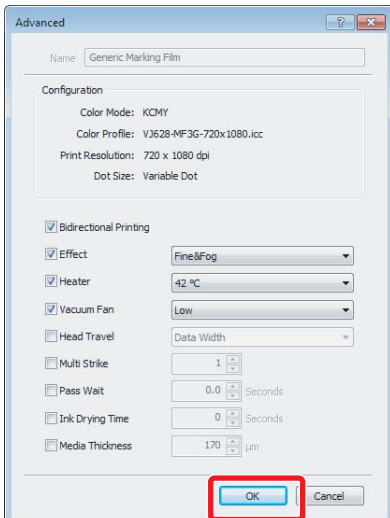 Advanced
Name Generic Marking Film
Configuration
Color Mode: KCMY
Color Profile: VJ628-MF3G-720x1080.icc
Print Resolution: 720 x 1080 dpi
Dot Size: Variable Dot
Bidirectional Printing
Effect Fine&Fog
Heater 42 ℃
Vacuum Fan Low
Head Travel Data Width
Multi Strike 1
Pass Wait 0.0 Seconds
Ink Drying Time 0 Seconds
Media Thickness 170 µm
OK Cancel